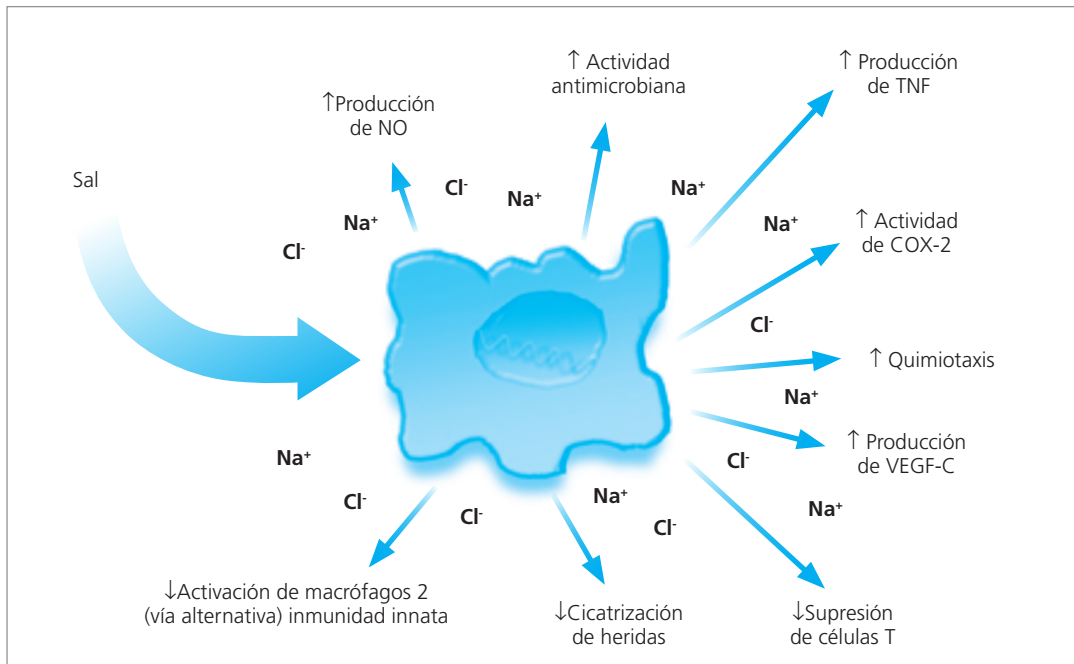 ↑ Actividad
antimicrobiana
↑ Producción
de TNF
↑Producción
de NO
Sal
Cl-
Na+
Na+
Na+
Cl-
Na+
↑ Actividad
de COX-2
Cl-
↑ Quimiotaxis
Na+
↑ Producción
de VEGF-C
Na+
Cl-
Cl-
Cl-
Na+
Cl-
Na+
↓Activación de macrófagos 2
(vía alternativa) inmunidad innata
↓Cicatrización
de heridas
↓Supresión
de células T